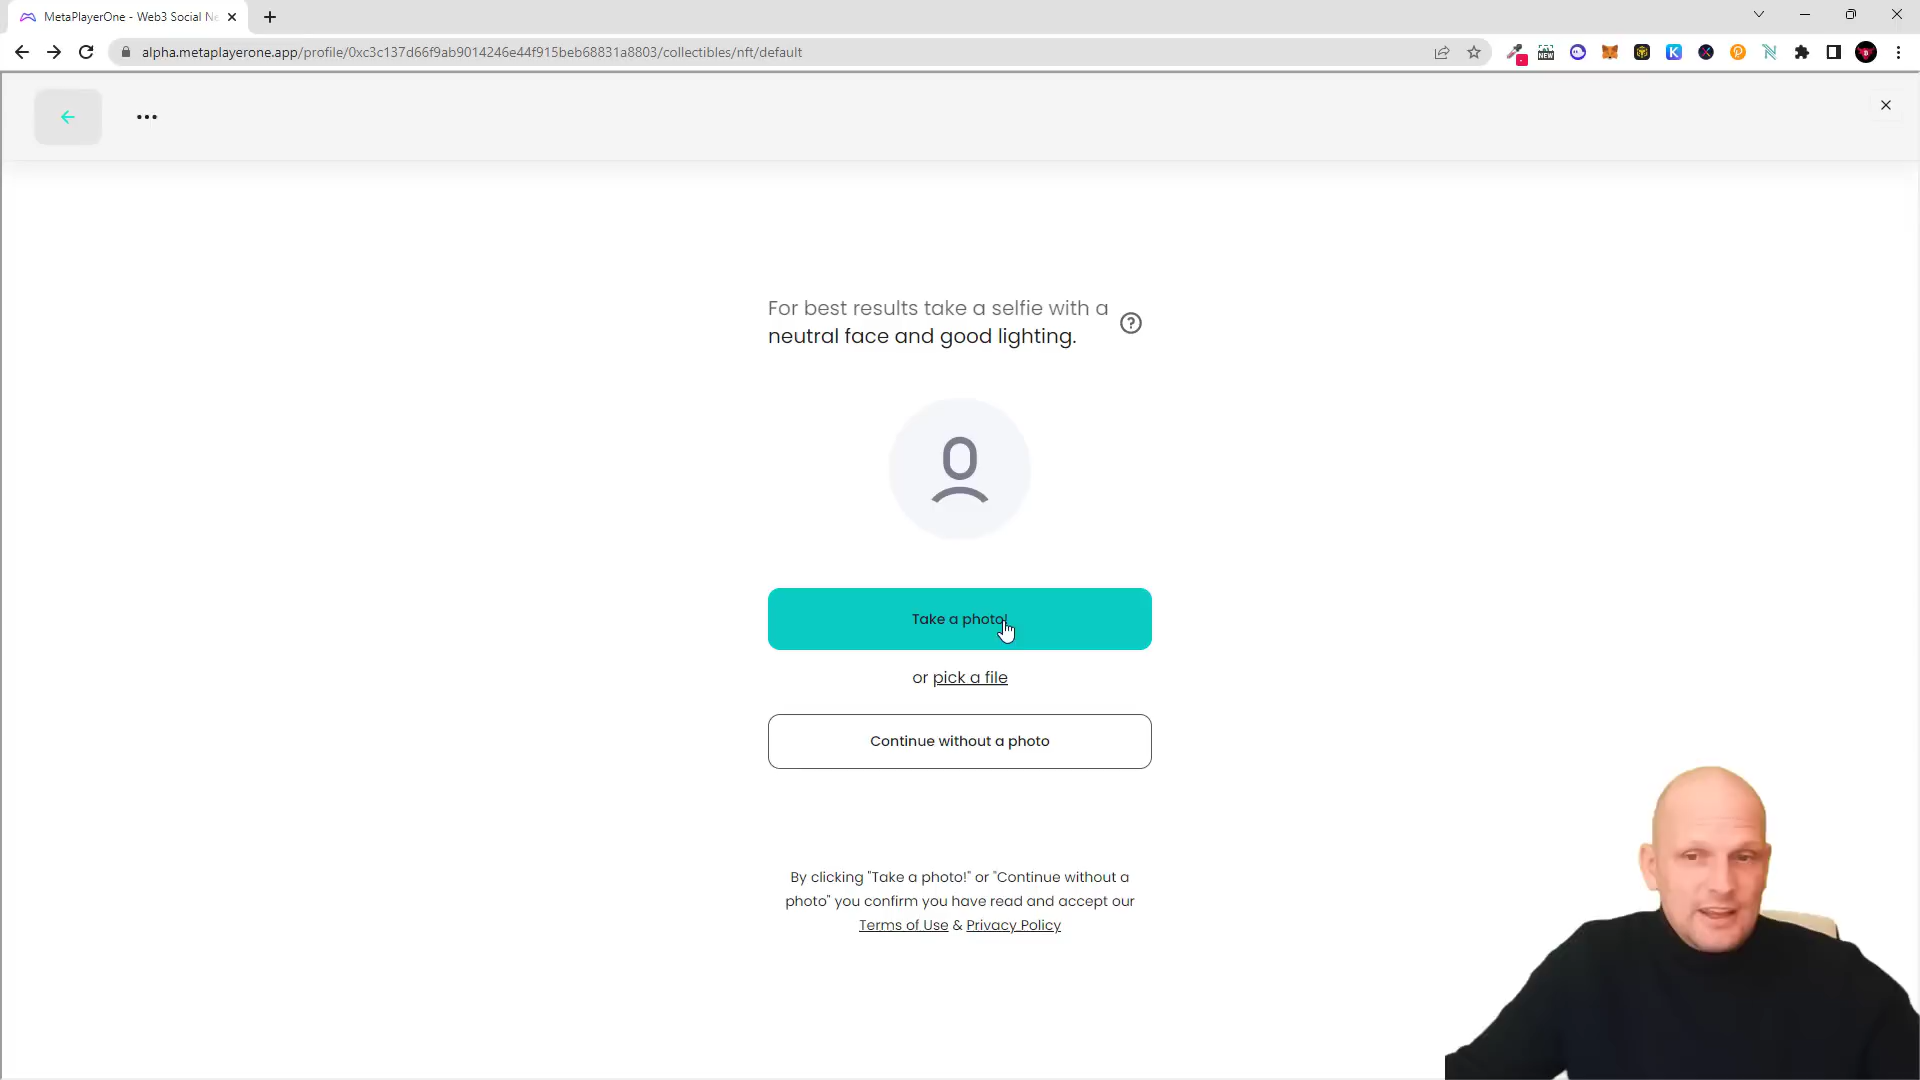 MetaPlayerOne - Web3 Social Ne
alpha.metaplayerone.app/profile/0xc3c137d66f9ab9014246e44f915beb68831a8803/collectibles/nft/default
NEW
For best results take a selfie with a
neutral face and good lighting.
Take a photo!
or pick a file
Continue without a photo
By clicking "Take a photo!" or "Continue without a
photo" you confirm you have read and accept our
Terms of Use & Privacy Policy